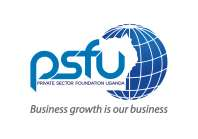 psfu
PRIVATE SECTOR FOUNDATION UGANDA
Business growth is our business